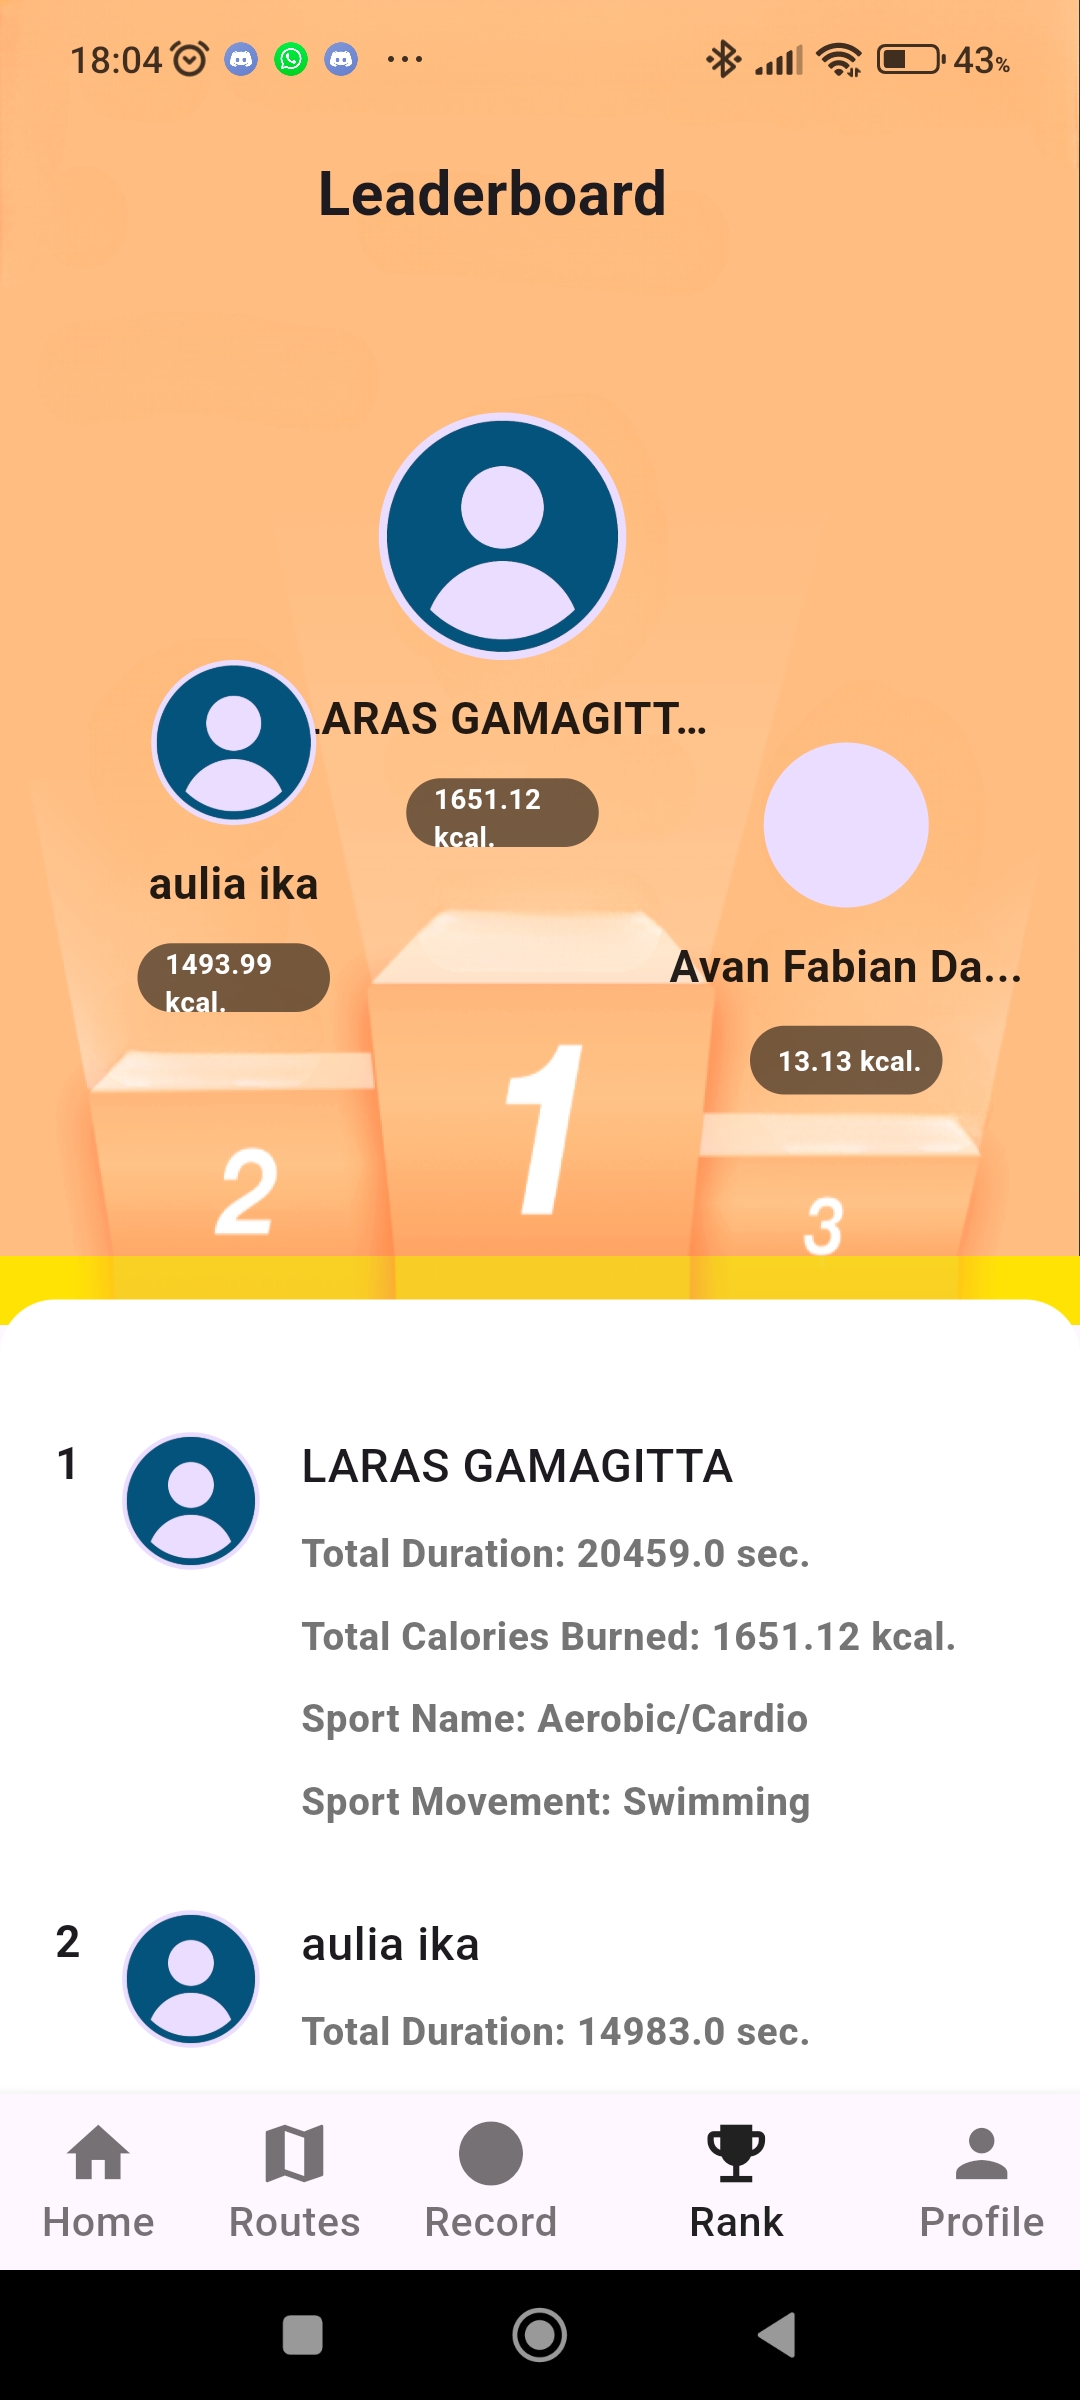 18:04 ... 43%
Leaderboard
LARAS GAMAGITT...
1651.12
kcal.
aulia ika
1493.99
kcal.
Avan Fabian Da...
13.13 kcal.
1
2
3
1 LARAS GAMAGITTA
Total Duration: 20459.0 sec.
Total Calories Burned: 1651.12 kcal.
Sport Name: Aerobic/Cardio
Sport Movement: Swimming
2 aulia ika
Total Duration: 14983.0 sec.
Home Routes Record Rank Profile